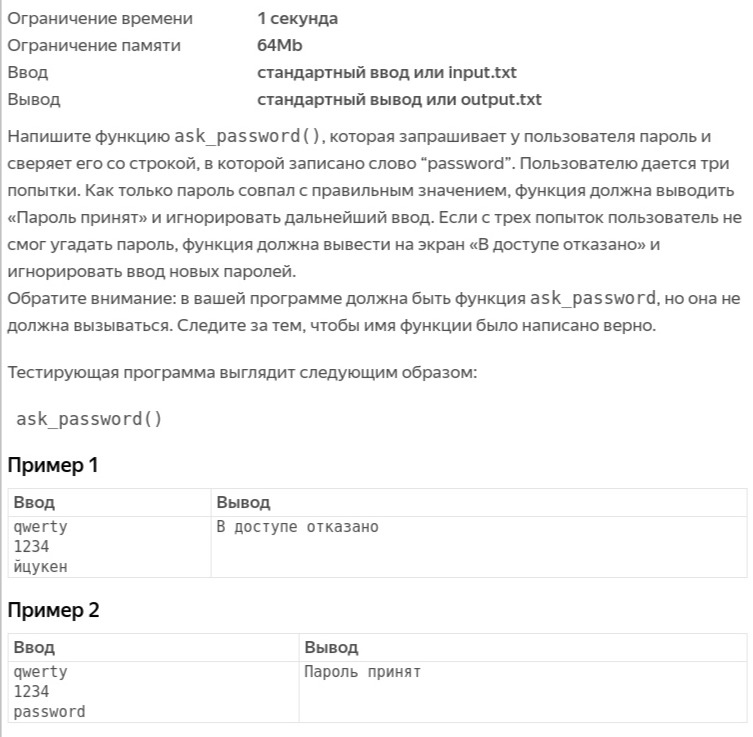 Ограничение времени 1 секунда
Ограничение памяти 64Mb
Ввод стандартный ввод или input.txt
Вывод стандартный вывод или output.txt
Напишите функцию ask_password(), которая запрашивает у пользователя пароль и
сверяет его со строкой, в которой записано слово “password”. Пользователю дается три
попытки. Как только пароль совпал с правильным значением, функция должна выводить
«Пароль принят» и игнорировать дальнейший ввод. Если с трех попыток пользователь не
смог угадать пароль, функция должна вывести на экран «В доступе отказано» и
игнорировать ввод новых паролей.
Обратите внимание: в вашей программе должна быть функция ask_password, но она не
должна вызываться. Следите за тем, чтобы имя функции было написано верно.
Тестирующая программа выглядит следующим образом:
ask_password()
Пример 1
Ввод Вывод
qwerty В доступе отказано
1234
йцукен
Пример 2
Ввод Вывод
qwerty Пароль принят
1234
password